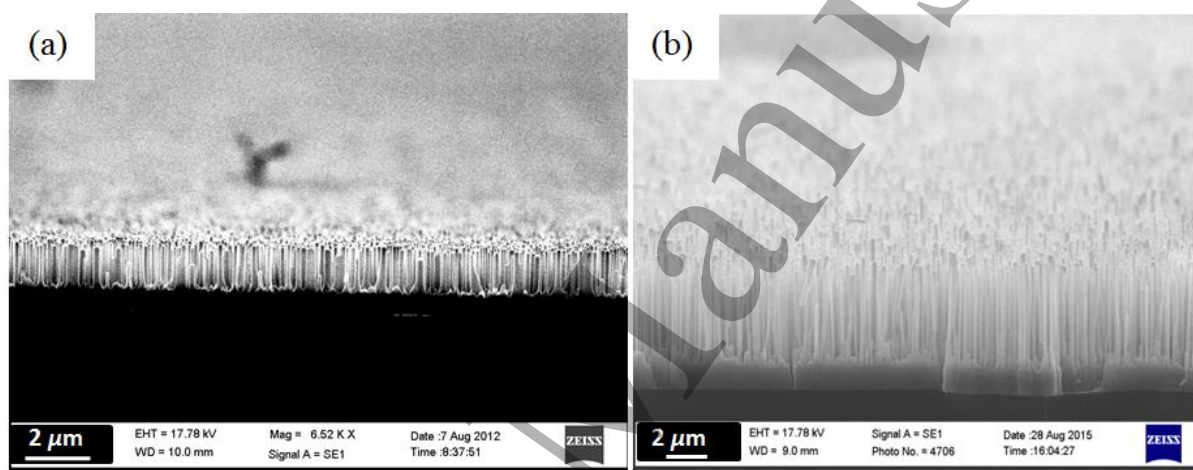 (a)
(b)
Manus
2 μm
EHT = 17.78 kV
Mag = 6.52 K X
Date :7 Aug 2012
WD = 10.0 mm
Signal A = SE1
Time :8:37:51
ZEISS
2 μm
EHT = 17.78 kV
Signal A = SE1
Date :28 Aug 2015
WD = 9.0 mm
Photo No. = 4706
Time :16:04:27
ZEISS